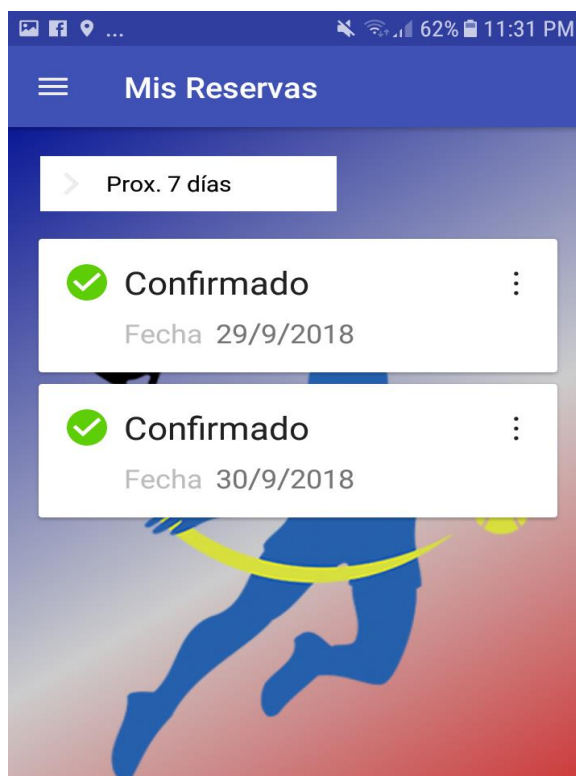 ... 62% 11:31 PM
Mis Reservas
Prox. 7 días
Confirmado
Fecha 29/9/2018
Confirmado
Fecha 30/9/2018